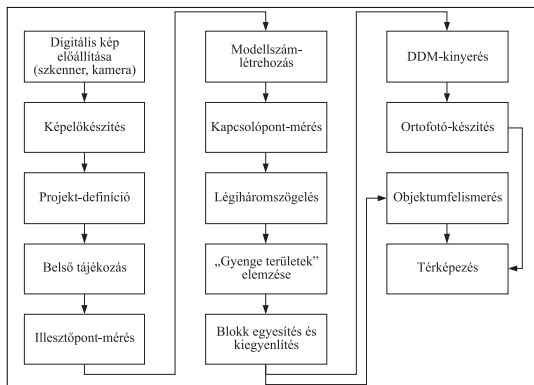 Digitális kép
előállítása
(szkenner, kamera)
Képelőkészítés
Projekt-definíció
Belső tájékozás
Illesztőpont-mérés
Modellszám-
létrehozás
Kapcsolópont-mérés
Légiháromszögelés
„Gyenge területek”
elemzése
Blokk egyesítés és
kiegyenlítés
DDM-kinyerés
Ortofotó-készítés
Objektumfelismerés
Térképezés